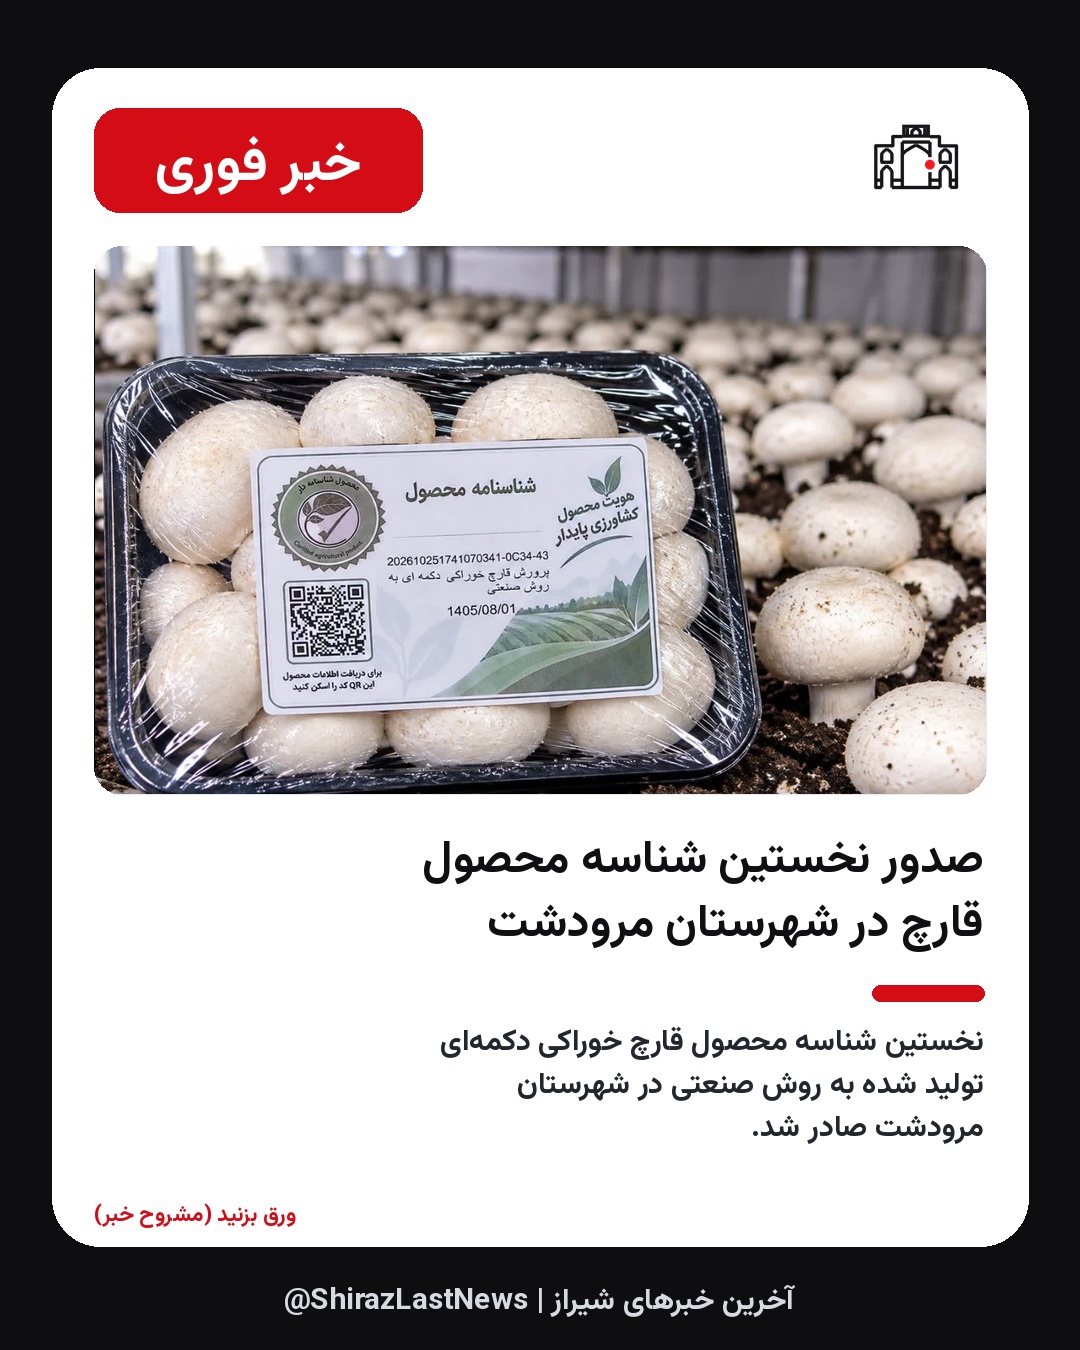 خبر فوری
شناسنامه محصول
هویت محصول
کشاورزی پایدار
محصول شناسنامه دار
Certified agricultural product
202610251741070341-0C34-43
پرورش قارچ خوراکی دکمه ای به
روش صنعتی
1405/08/01
برای دریافت اطلاعات محصول
این QR کد را اسکن کنید
صدور نخستین شناسه محصول
قارچ در شهرستان مرودشت
نخستین شناسه محصول قارچ خوراکی دکمه‌ای
تولید شده به روش صنعتی در شهرستان
مرودشت صادر شد.
ورق بزنید (مشروح خبر)
آخرین خبرهای شیراز | @ShirazLastNews